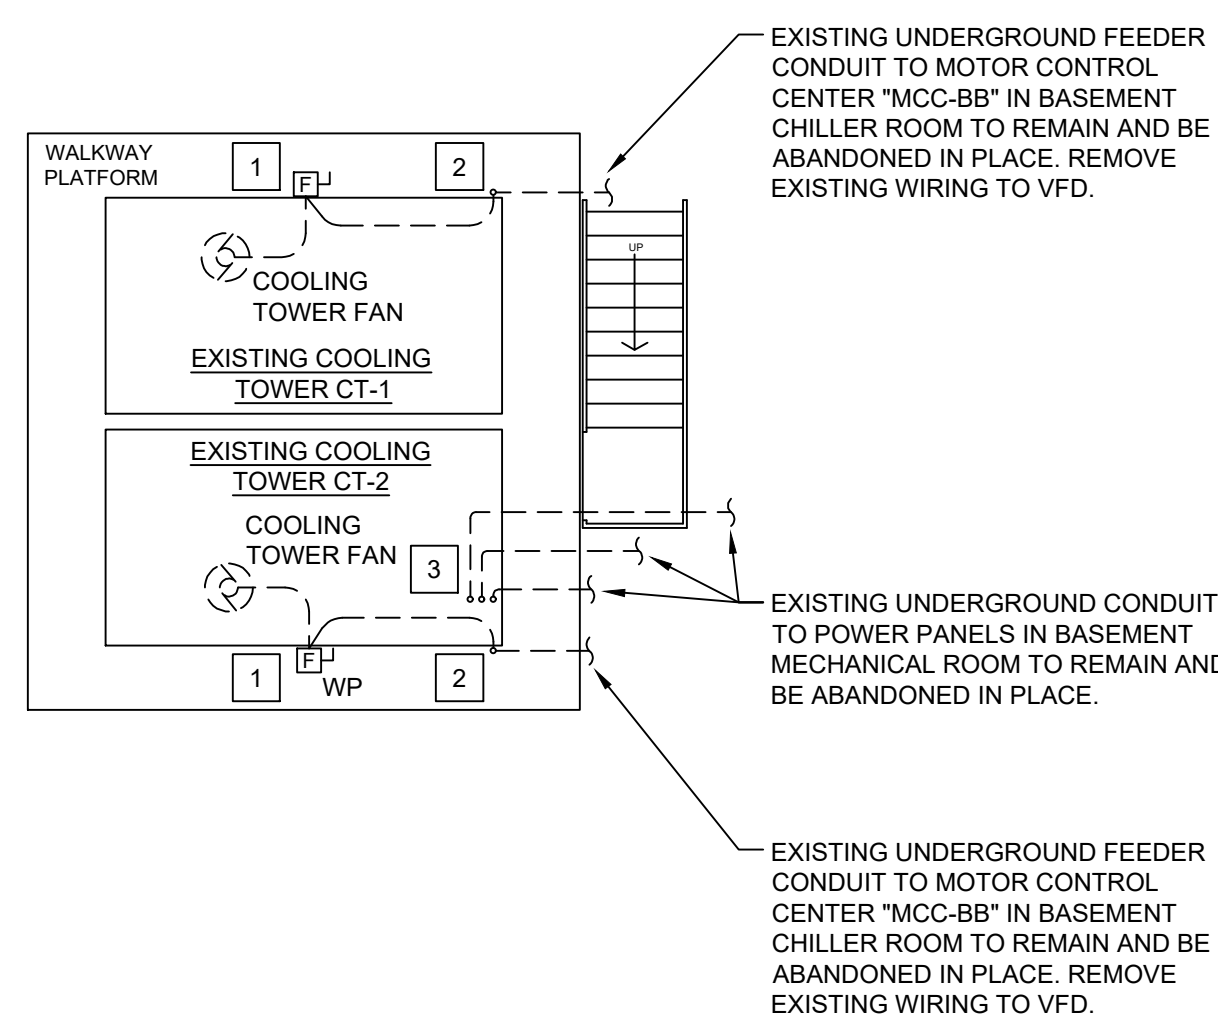 EXISTING UNDERGROUND FEEDER
CONDUIT TO MOTOR CONTROL
CENTER "MCC-BB" IN BASEMENT
CHILLER ROOM TO REMAIN AND BE
ABANDONED IN PLACE. REMOVE
EXISTING WIRING TO VFD.
WALKWAY
PLATFORM
1
F
2
UP
COOLING
TOWER FAN
EXISTING COOLING
TOWER CT-1
EXISTING COOLING
TOWER CT-2
COOLING
TOWER FAN
3
EXISTING UNDERGROUND CONDUIT
TO POWER PANELS IN BASEMENT
MECHANICAL ROOM TO REMAIN AND
BE ABANDONED IN PLACE.
1
F
WP
2
EXISTING UNDERGROUND FEEDER
CONDUIT TO MOTOR CONTROL
CENTER "MCC-BB" IN BASEMENT
CHILLER ROOM TO REMAIN AND BE
ABANDONED IN PLACE. REMOVE
EXISTING WIRING TO VFD.